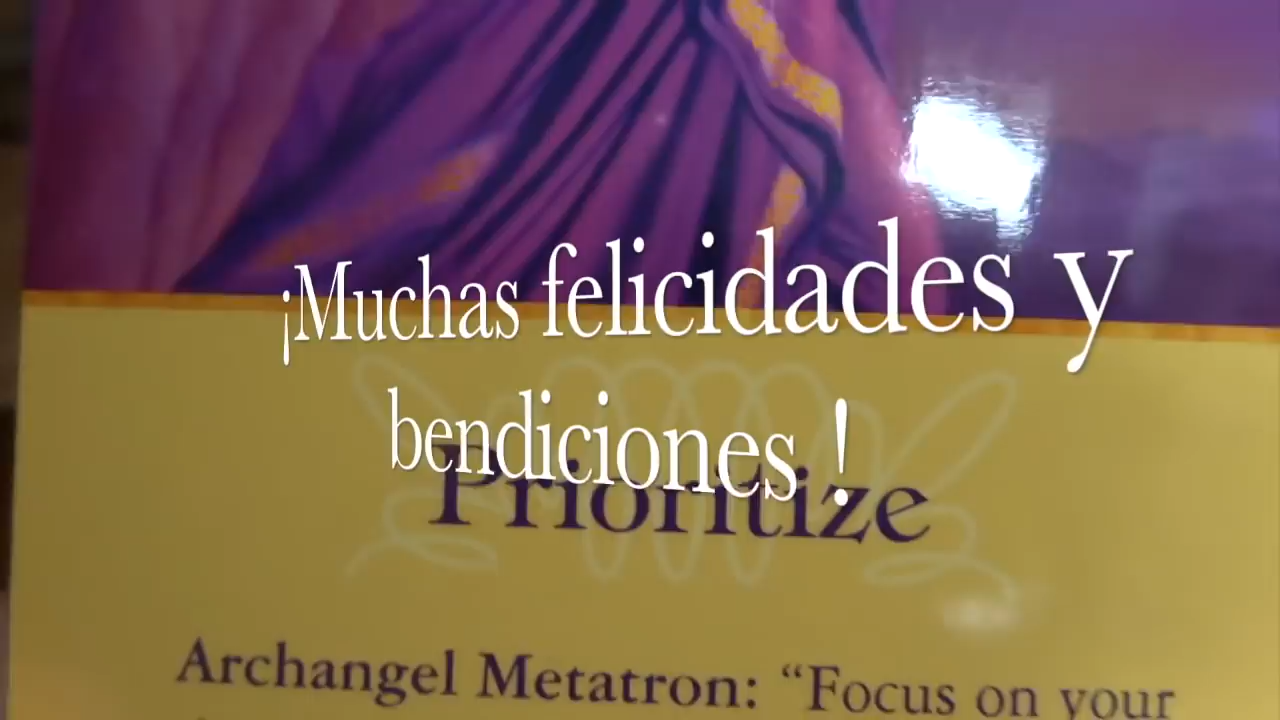 ¡Muchas felicidades y
bendiciones !
Prioritize
Archangel Metatron: “Focus on your